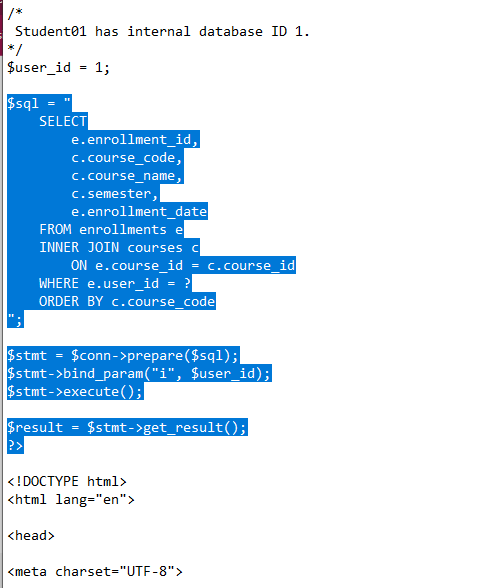 /*
 Student01 has internal database ID 1.
*/
$user_id = 1;

$sql = "
    SELECT
        e.enrollment_id,
        c.course_code,
        c.course_name,
        c.semester,
        e.enrollment_date
    FROM enrollments e
    INNER JOIN courses c
        ON e.course_id = c.course_id
    WHERE e.user_id = ?
    ORDER BY c.course_code
";

$stmt = $conn->prepare($sql);
$stmt->bind_param("i", $user_id);
$stmt->execute();

$result = $stmt->get_result();
?>

<!DOCTYPE html>
<html lang="en">

<head>

<meta charset="UTF-8">